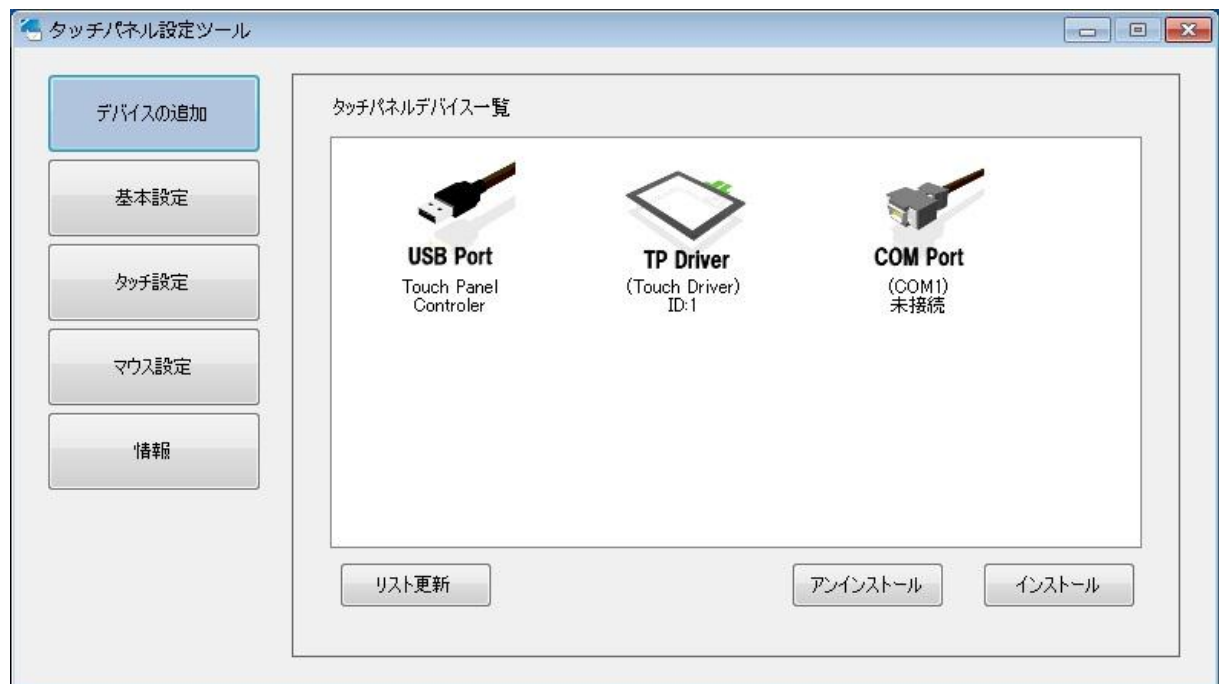 タッチパネル設定ツール
デバイスの追加
基本設定
タッチ設定
マウス設定
情報
タッチパネルデバイス一覧
USB Port
Touch Panel
Controler
TP Driver
(Touch Driver)
ID:1
COM Port
(COM1)
未接続
リスト更新
アンインストール
インストール